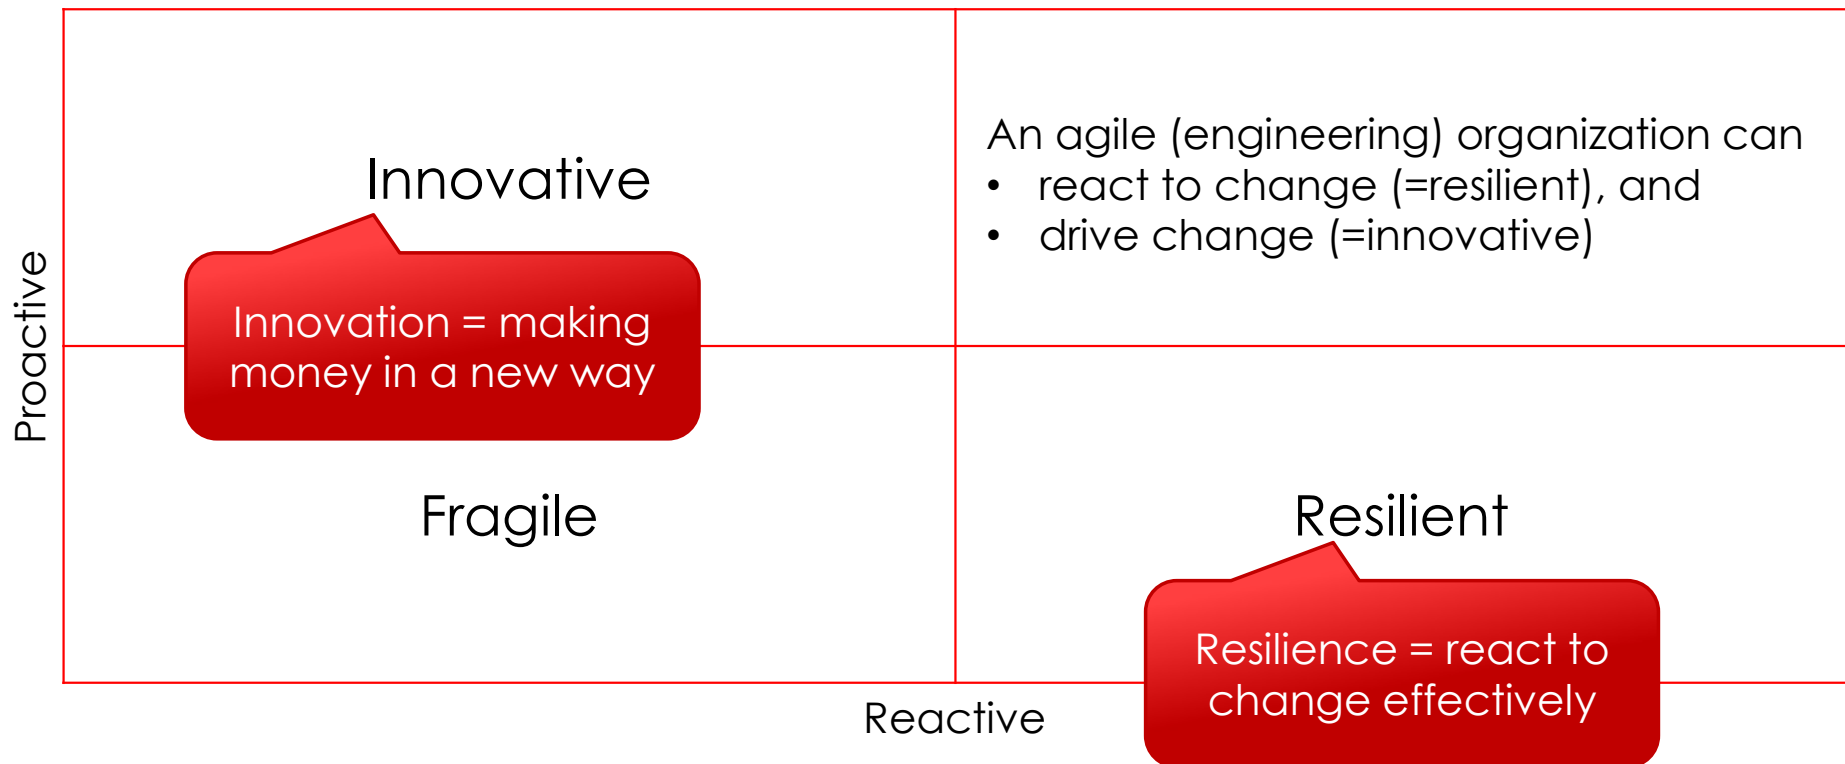 Innovative
An agile (engineering) organization can
• react to change (=resilient), and
• drive change (=innovative)
Innovation = making
money in a new way
Proactive
Fragile
Resilient
Resilience = react to
change effectively
Reactive